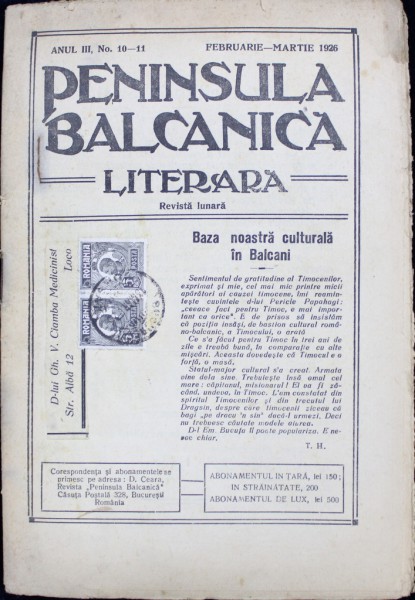 ANUL III, No. 10—11
FEBRUARIE—MARTIE 1926
PENINSULA
BALCANICA
LITERARA
Revistă lunară
D-lui Gh. V. Ciamba Medicinist
Str. Albă 12
Loco
ROMANIA
ROMANIA
Baza noastră culturală
în Balcani
Sentimentul de gratitudine al Timocenilor,
exprimat și mie, cel mai mic printre micii
apărători ai cauzei timocene, îmi reamin-
tește cuvintele d-lui Pericle Papahagi:
„ceeace faci pentru Timoc, e mai impor-
tant ca orice". E de prisos să insistăm
că poziția însăși, de bastion cultural româ-
no-balcanic, a Timocului, o arată
Ce s'a făcut pentru Timoc în trei ani de
zile e treabă bună, în comparație cu alte
mișcări. Aceasta dovedește că Timocul e o
forță, o masă.
Statul-major cultural s'a creat. Armata
vine dela sine. Trebuiește însă omul cel
mare: căpitanul, misionarul! El va fi ză-
când, undeva, în Timoc. L'am constatat din
spiritul Timocenilor și din trecutul lui
Dragsin, despre care timocenii ziceau că
bagi „pe dracu 'n sîn" dacă-l urmezi. Deci
nu trebuesc căutate modele aiurea.
D-l Em. Bucuța îl poate populariza. E ne-
cesar chiar.
T. H.
Corespondența și abonamentele se
primesc pe adresa: D. Ceara,
Revista „Peninsula Balcanică"
Căsuța Poștală 328, București
România
ABONAMENTUL IN ȚARĂ, lei 150;
IN STRĂINĂTATE, 200
ABONAMENTUL DE LUX, lei 500